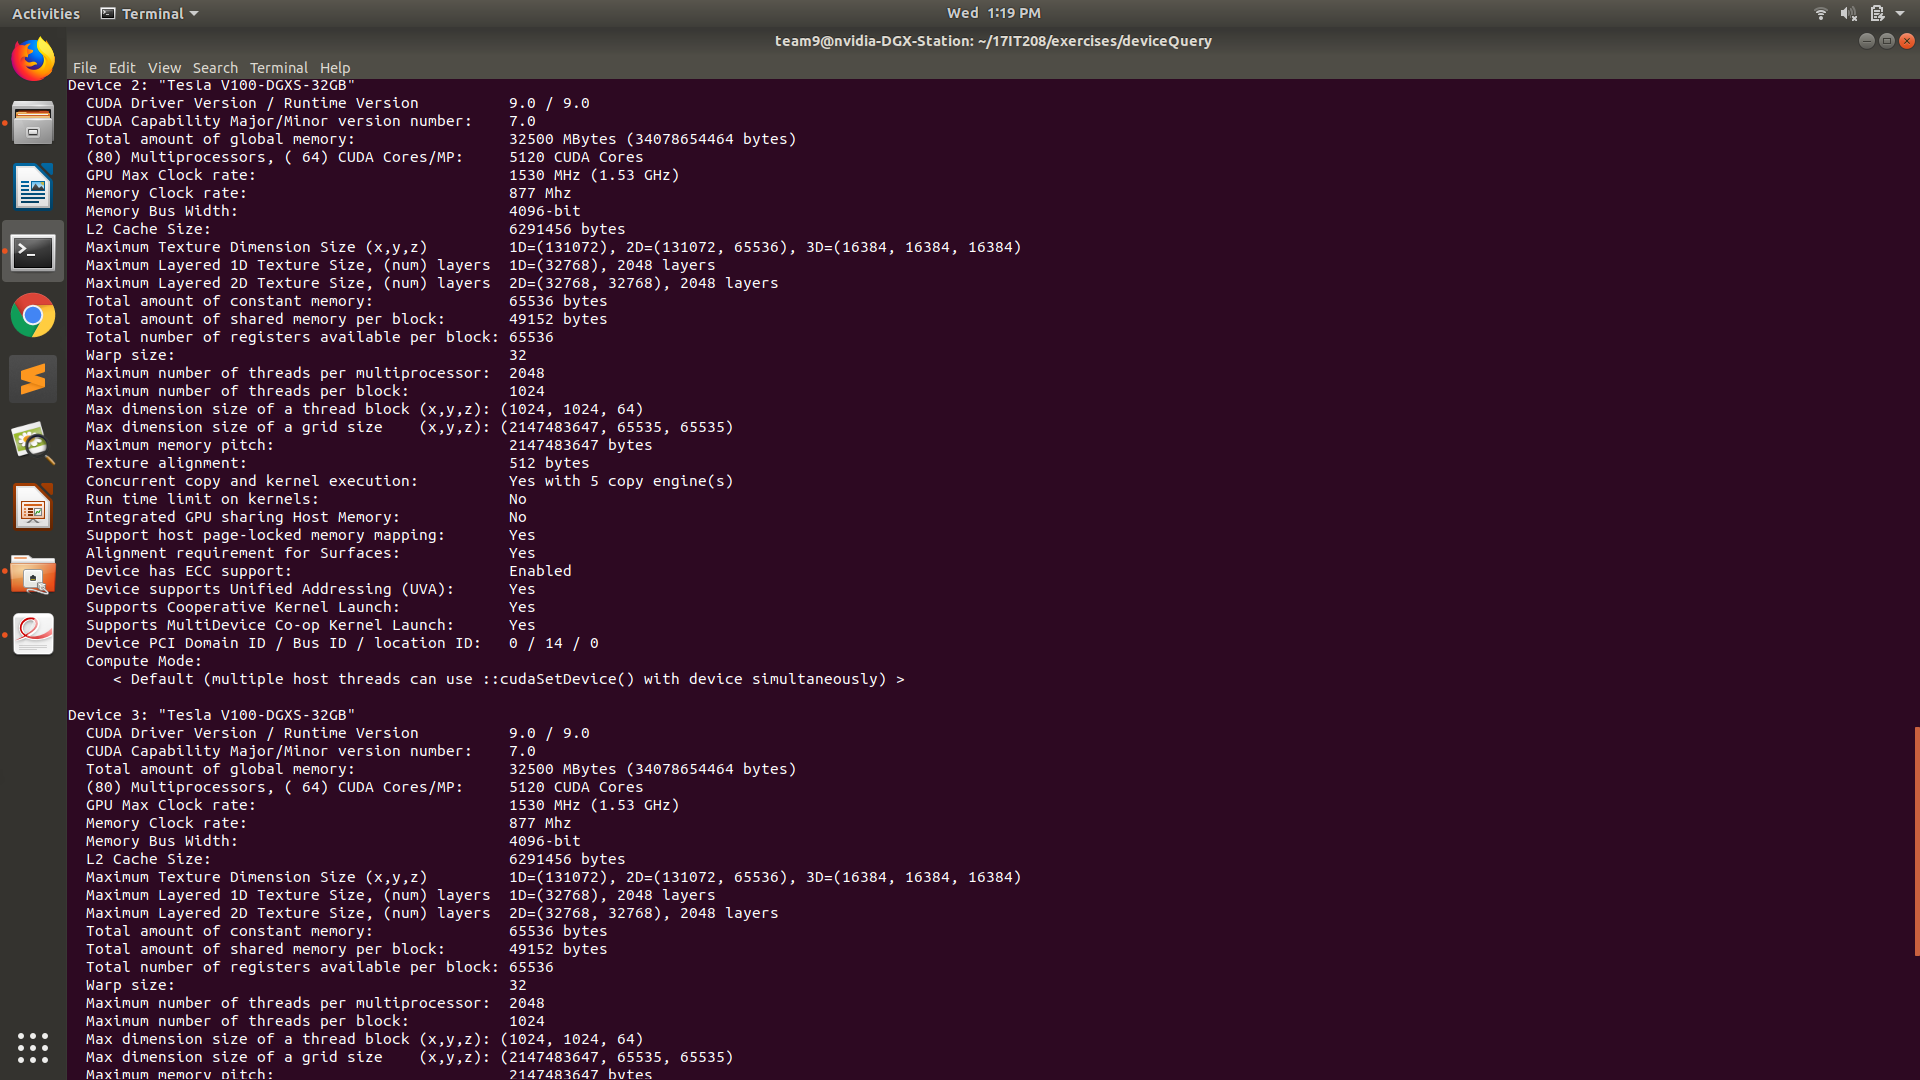 Activities Terminal Wed 1:19 PM
team9@nvidia-DGX-Station: ~/17IT208/exercises/deviceQuery
File Edit View Search Terminal Help
Device 2: "Tesla V100-DGXS-32GB"
CUDA Driver Version / Runtime Version 9.0 / 9.0
CUDA Capability Major/Minor version number: 7.0
Total amount of global memory: 32500 MBytes (34078654464 bytes)
(80) Multiprocessors, ( 64) CUDA Cores/MP: 5120 CUDA Cores
GPU Max Clock rate: 1530 MHz (1.53 GHz)
Memory Clock rate: 877 Mhz
Memory Bus Width: 4096-bit
L2 Cache Size: 6291456 bytes
Maximum Texture Dimension Size (x,y,z) 1D=(131072), 2D=(131072, 65536), 3D=(16384, 16384, 16384)
Maximum Layered 1D Texture Size, (num) layers 1D=(32768), 2048 layers
Maximum Layered 2D Texture Size, (num) layers 2D=(32768, 32768), 2048 layers
Total amount of constant memory: 65536 bytes
Total amount of shared memory per block: 49152 bytes
Total number of registers available per block: 65536
Warp size: 32
Maximum number of threads per multiprocessor: 2048
Maximum number of threads per block: 1024
Max dimension size of a thread block (x,y,z): (1024, 1024, 64)
Max dimension size of a grid size (x,y,z): (2147483647, 65535, 65535)
Maximum memory pitch: 2147483647 bytes
Texture alignment: 512 bytes
Concurrent copy and kernel execution: Yes with 5 copy engine(s)
Run time limit on kernels: No
Integrated GPU sharing Host Memory: No
Support host page-locked memory mapping: Yes
Alignment requirement for Surfaces: Yes
Device has ECC support: Enabled
Device supports Unified Addressing (UVA): Yes
Supports Cooperative Kernel Launch: Yes
Supports MultiDevice Co-op Kernel Launch: Yes
Device PCI Domain ID / Bus ID / location ID: 0 / 14 / 0
Compute Mode:
< Default (multiple host threads can use ::cudaSetDevice() with device simultaneously) >
Device 3: "Tesla V100-DGXS-32GB"
CUDA Driver Version / Runtime Version 9.0 / 9.0
CUDA Capability Major/Minor version number: 7.0
Total amount of global memory: 32500 MBytes (34078654464 bytes)
(80) Multiprocessors, ( 64) CUDA Cores/MP: 5120 CUDA Cores
GPU Max Clock rate: 1530 MHz (1.53 GHz)
Memory Clock rate: 877 Mhz
Memory Bus Width: 4096-bit
L2 Cache Size: 6291456 bytes
Maximum Texture Dimension Size (x,y,z) 1D=(131072), 2D=(131072, 65536), 3D=(16384, 16384, 16384)
Maximum Layered 1D Texture Size, (num) layers 1D=(32768), 2048 layers
Maximum Layered 2D Texture Size, (num) layers 2D=(32768, 32768), 2048 layers
Total amount of constant memory: 65536 bytes
Total amount of shared memory per block: 49152 bytes
Total number of registers available per block: 65536
Warp size: 32
Maximum number of threads per multiprocessor: 2048
Maximum number of threads per block: 1024
Max dimension size of a thread block (x,y,z): (1024, 1024, 64)
Max dimension size of a grid size (x,y,z): (2147483647, 65535, 65535)
Maximum memory pitch: 2147483647 bytes